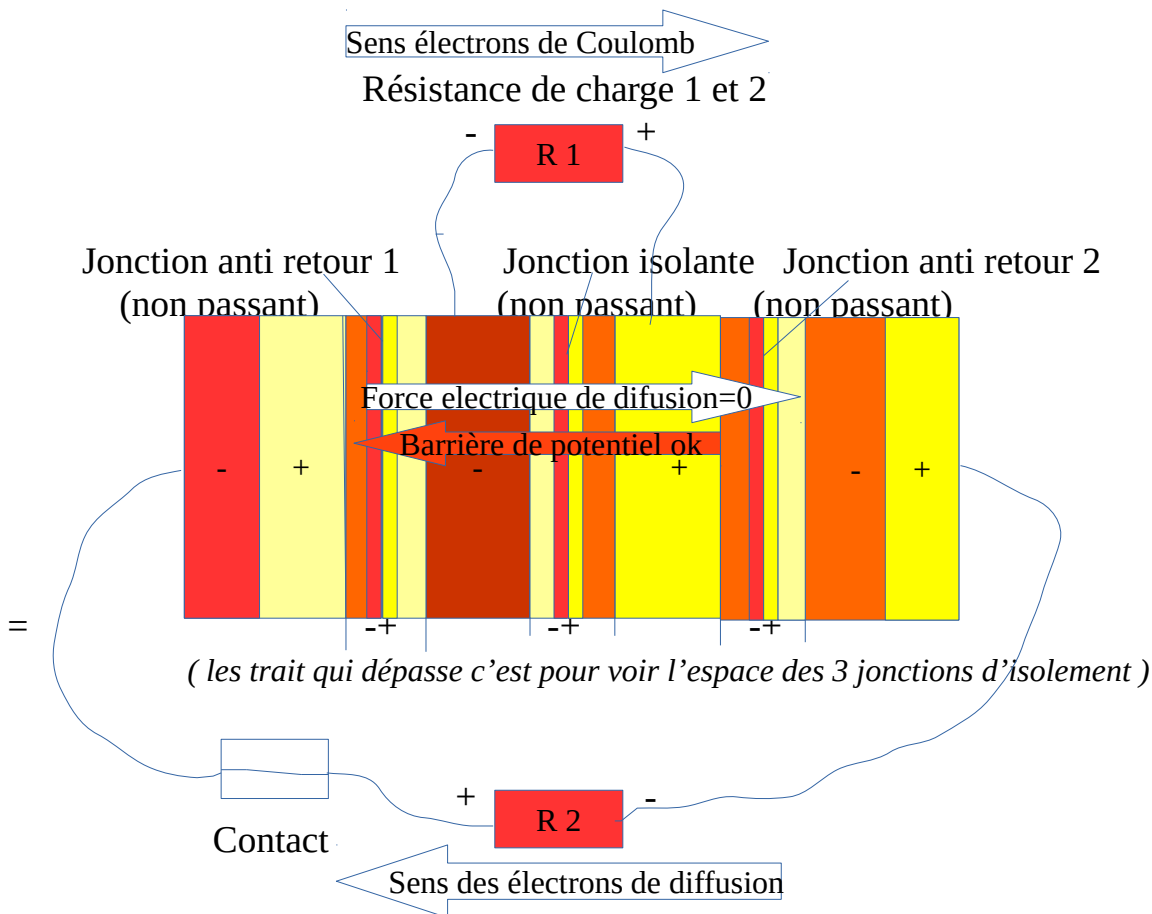 Sens électrons de Coulomb
Résistance de charge 1 et 2
- R 1 +
Jonction anti retour 1 Jonction isolante Jonction anti retour 2
(non passant) (non passant) (non passant)
Force electrique de difusion=0
Barrière de potentiel ok
- + - + - +
= -+ -+ -+
( les trait qui dépasse c’est pour voir l’espace des 3 jonctions d’isolement )
+ R 2 -
Contact
Sens des électrons de diffusion